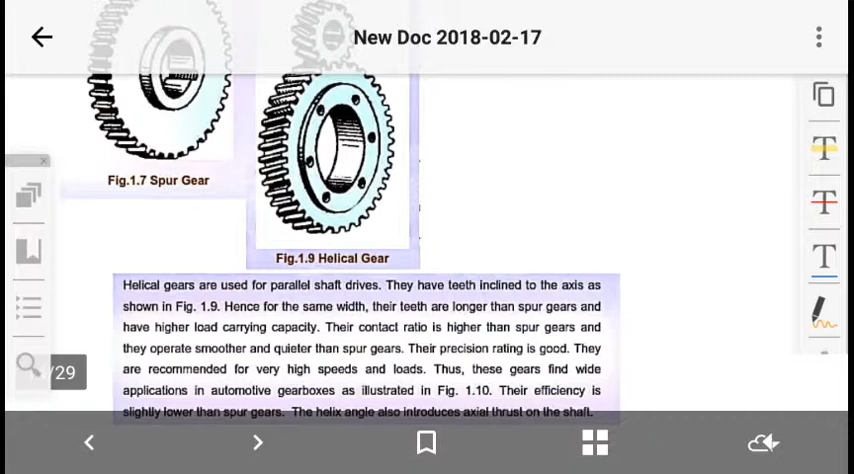 New Doc 2018-02-17
Fig.1.7 Spur Gear
Fig.1.9 Helical Gear
Helical gears are used for parallel shaft drives. They have teeth inclined to the axis as
shown in Fig. 1.9. Hence for the same width, their teeth are longer than spur gears and
have higher load carrying capacity. Their contact ratio is higher than spur gears and
they operate smoother and quieter than spur gears. Their precision rating is good. They
are recommended for very high speeds and loads. Thus, these gears find wide
applications in automotive gearboxes as illustrated in Fig. 1.10. Their efficiency is
slightly lower than spur gears. The helix angle also introduces axial thrust on the shaft.
/29
T
T
T